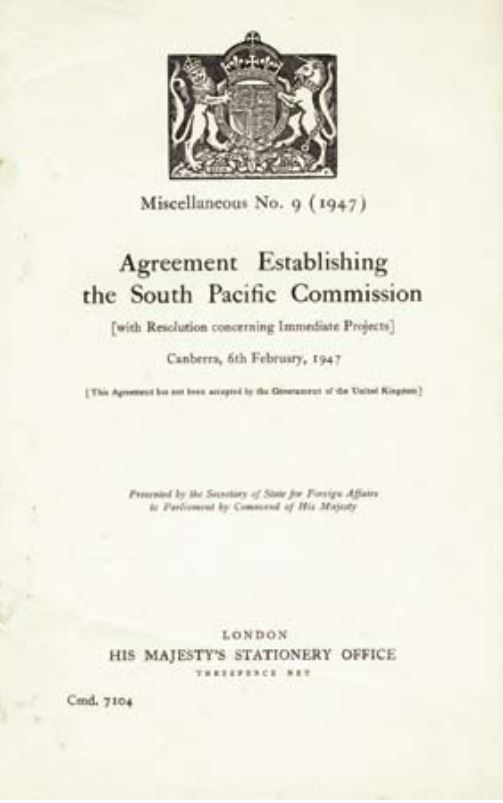 Miscellaneous No. 9 (1947)
Agreement Establishing
the South Pacific Commission
[with Resolution concerning Immediate Projects]
Canberra, 6th February, 1947
[This Agreement has not been accepted by the Government of the United Kingdom]
Presented by the Secretary of State for Foreign Affairs
to Parliament by Command of His Majesty
LONDON
HIS MAJESTY'S STATIONERY OFFICE
THREEPENCE NET
Cmd. 7104